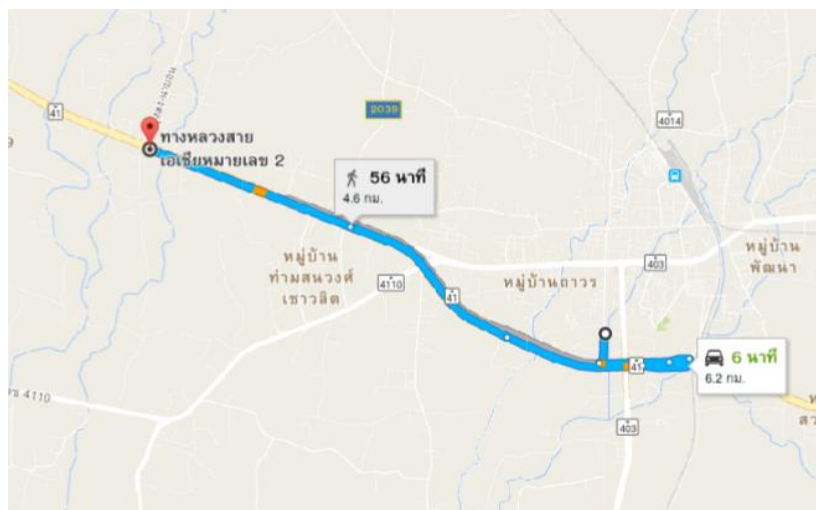 41
ทางหลวงสาย
เอเชียหมายเลข 2
2039
4014
56 นาที
4.6 กม.
หมู่บ้าน
ท่ามสนวงศ์
เชาวลิต
4110
41
หมู่บ้านถาวร
403
หมู่บ้าน
พัฒนา
41
6 นาที
6.2 กม.
4110
403